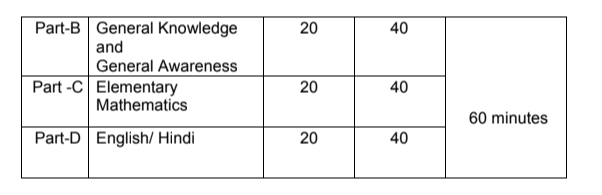 Part-B General Knowledge 20 40
and
General Awareness
Part -C Elementary 20 40
Mathematics
60 minutes
Part-D English/ Hindi 20 40